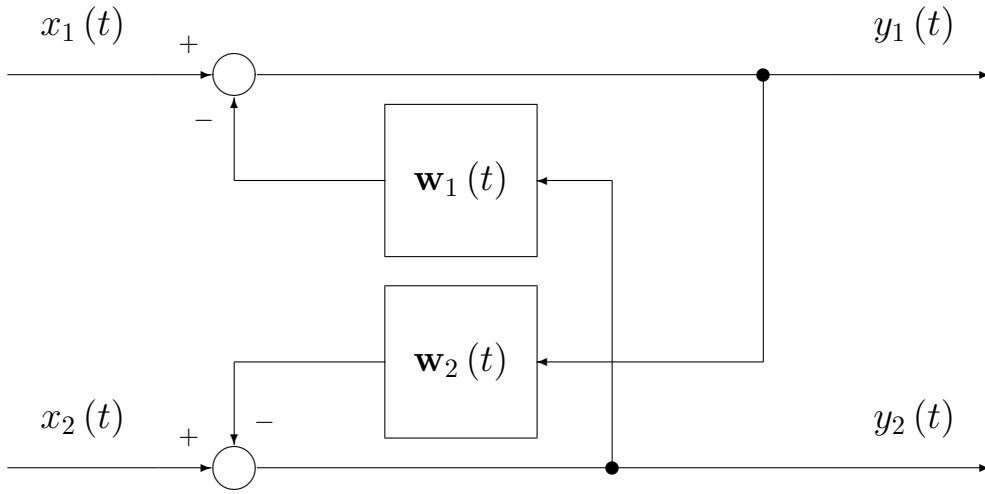 x₁ (t) y₁ (t)
+
−
w₁ (t)
w₂ (t)
x₂ (t) − y₂ (t)
+